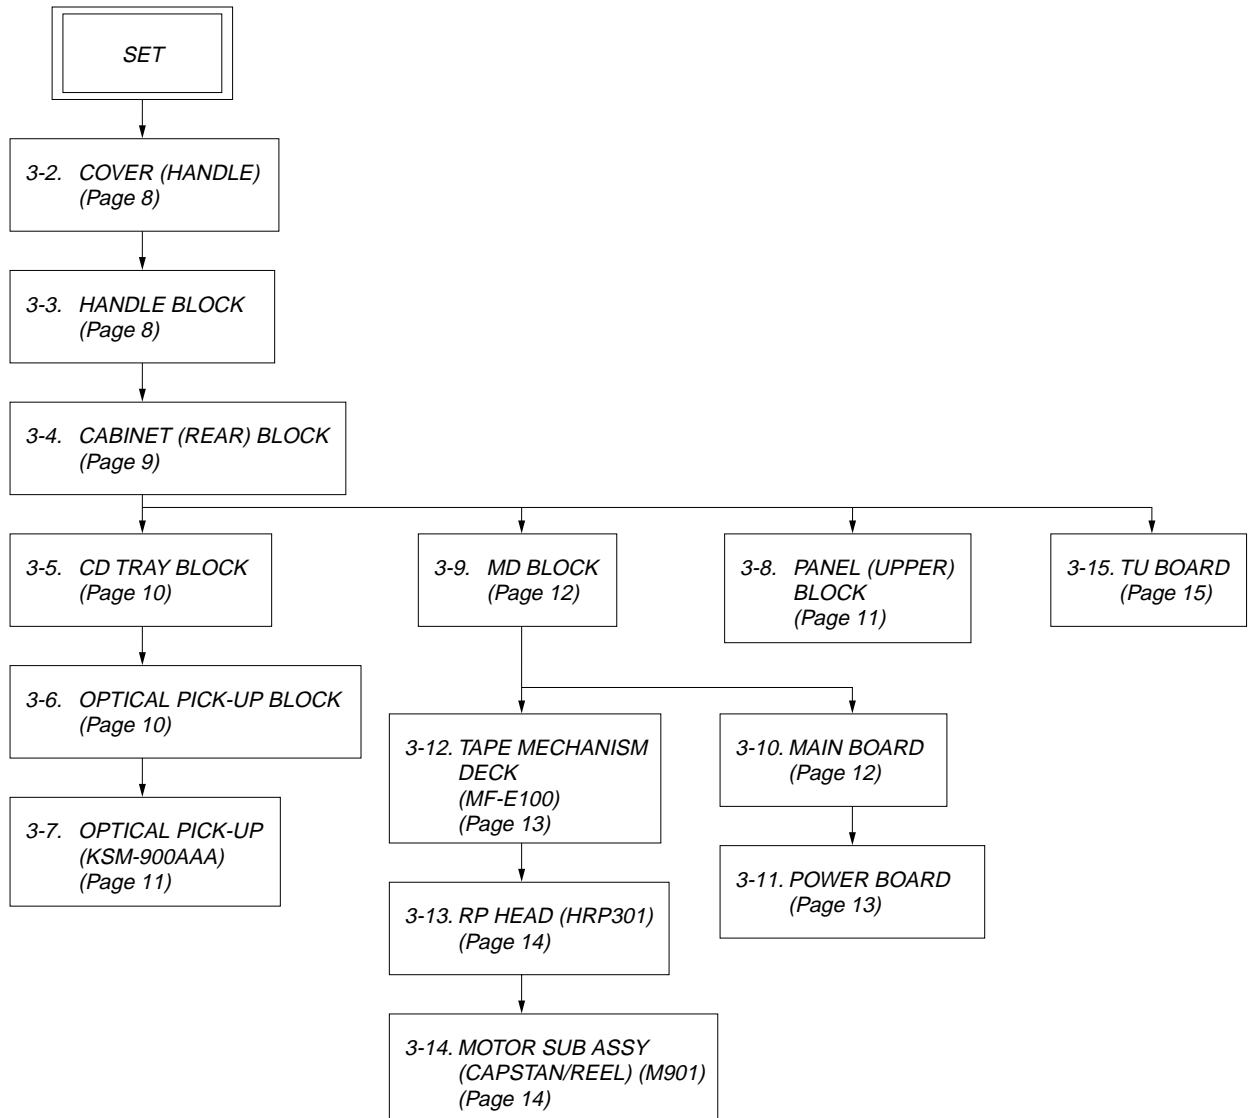 SET
3-2. COVER (HANDLE)
(Page 8)
3-3. HANDLE BLOCK
(Page 8)
3-4. CABINET (REAR) BLOCK
(Page 9)
3-5. CD TRAY BLOCK
(Page 10)
3-9. MD BLOCK
(Page 12)
3-8. PANEL (UPPER)
BLOCK
(Page 11)
3-15. TU BOARD
(Page 15)
3-6. OPTICAL PICK-UP BLOCK
(Page 10)
3-12. TAPE MECHANISM
DECK
(MF-E100)
(Page 13)
3-10. MAIN BOARD
(Page 12)
3-7. OPTICAL PICK-UP
(KSM-900AAA)
(Page 11)
3-11. POWER BOARD
(Page 13)
3-13. RP HEAD (HRP301)
(Page 14)
3-14. MOTOR SUB ASSY
(CAPSTAN/REEL) (M901)
(Page 14)